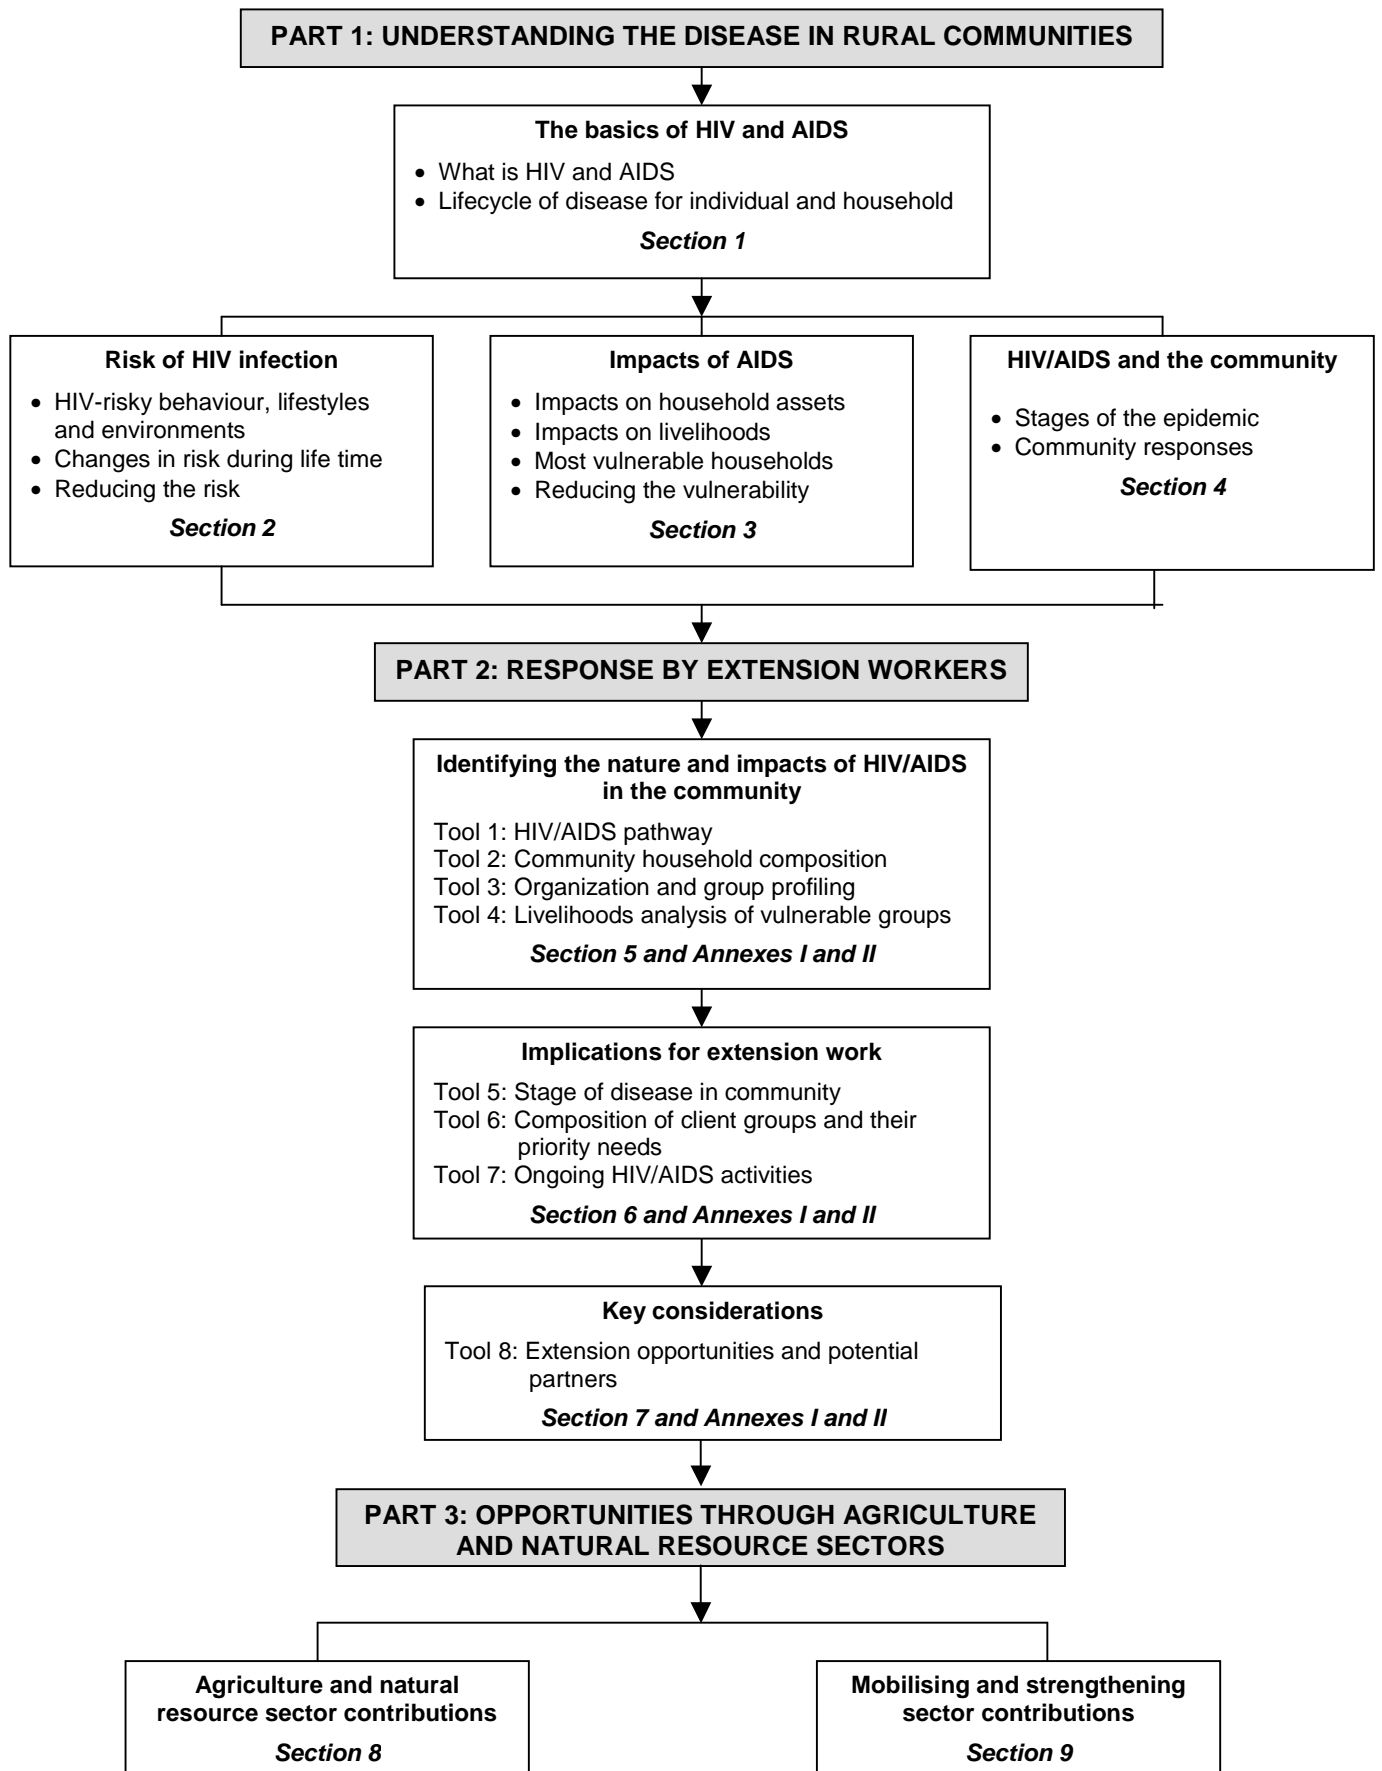 PART 1: UNDERSTANDING THE DISEASE IN RURAL COMMUNITIES
The basics of HIV and AIDS
• What is HIV and AIDS
• Lifecycle of disease for individual and household
Section 1
Risk of HIV infection
• HIV-risky behaviour, lifestyles
and environments
• Changes in risk during life time
• Reducing the risk
Section 2
Impacts of AIDS
• Impacts on household assets
• Impacts on livelihoods
• Most vulnerable households
• Reducing the vulnerability
Section 3
HIV/AIDS and the community
• Stages of the epidemic
• Community responses
Section 4
PART 2: RESPONSE BY EXTENSION WORKERS
Identifying the nature and impacts of HIV/AIDS
in the community
Tool 1: HIV/AIDS pathway
Tool 2: Community household composition
Tool 3: Organization and group profiling
Tool 4: Livelihoods analysis of vulnerable groups
Section 5 and Annexes I and II
Implications for extension work
Tool 5: Stage of disease in community
Tool 6: Composition of client groups and their
priority needs
Tool 7: Ongoing HIV/AIDS activities
Section 6 and Annexes I and II
Key considerations
Tool 8: Extension opportunities and potential
partners
Section 7 and Annexes I and II
PART 3: OPPORTUNITIES THROUGH AGRICULTURE
AND NATURAL RESOURCE SECTORS
Agriculture and natural
resource sector contributions
Section 8
Mobilising and strengthening
sector contributions
Section 9